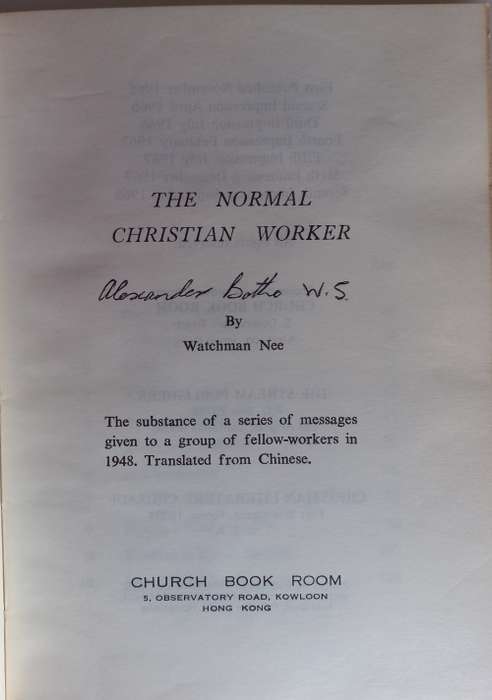 THE NORMAL
CHRISTIAN WORKER
Alexander Botha W.S.
By
Watchman Nee
The substance of a series of messages
given to a group of fellow-workers in
1948. Translated from Chinese.
CHURCH BOOK ROOM
5, OBSERVATORY ROAD, KOWLOON
HONG KONG